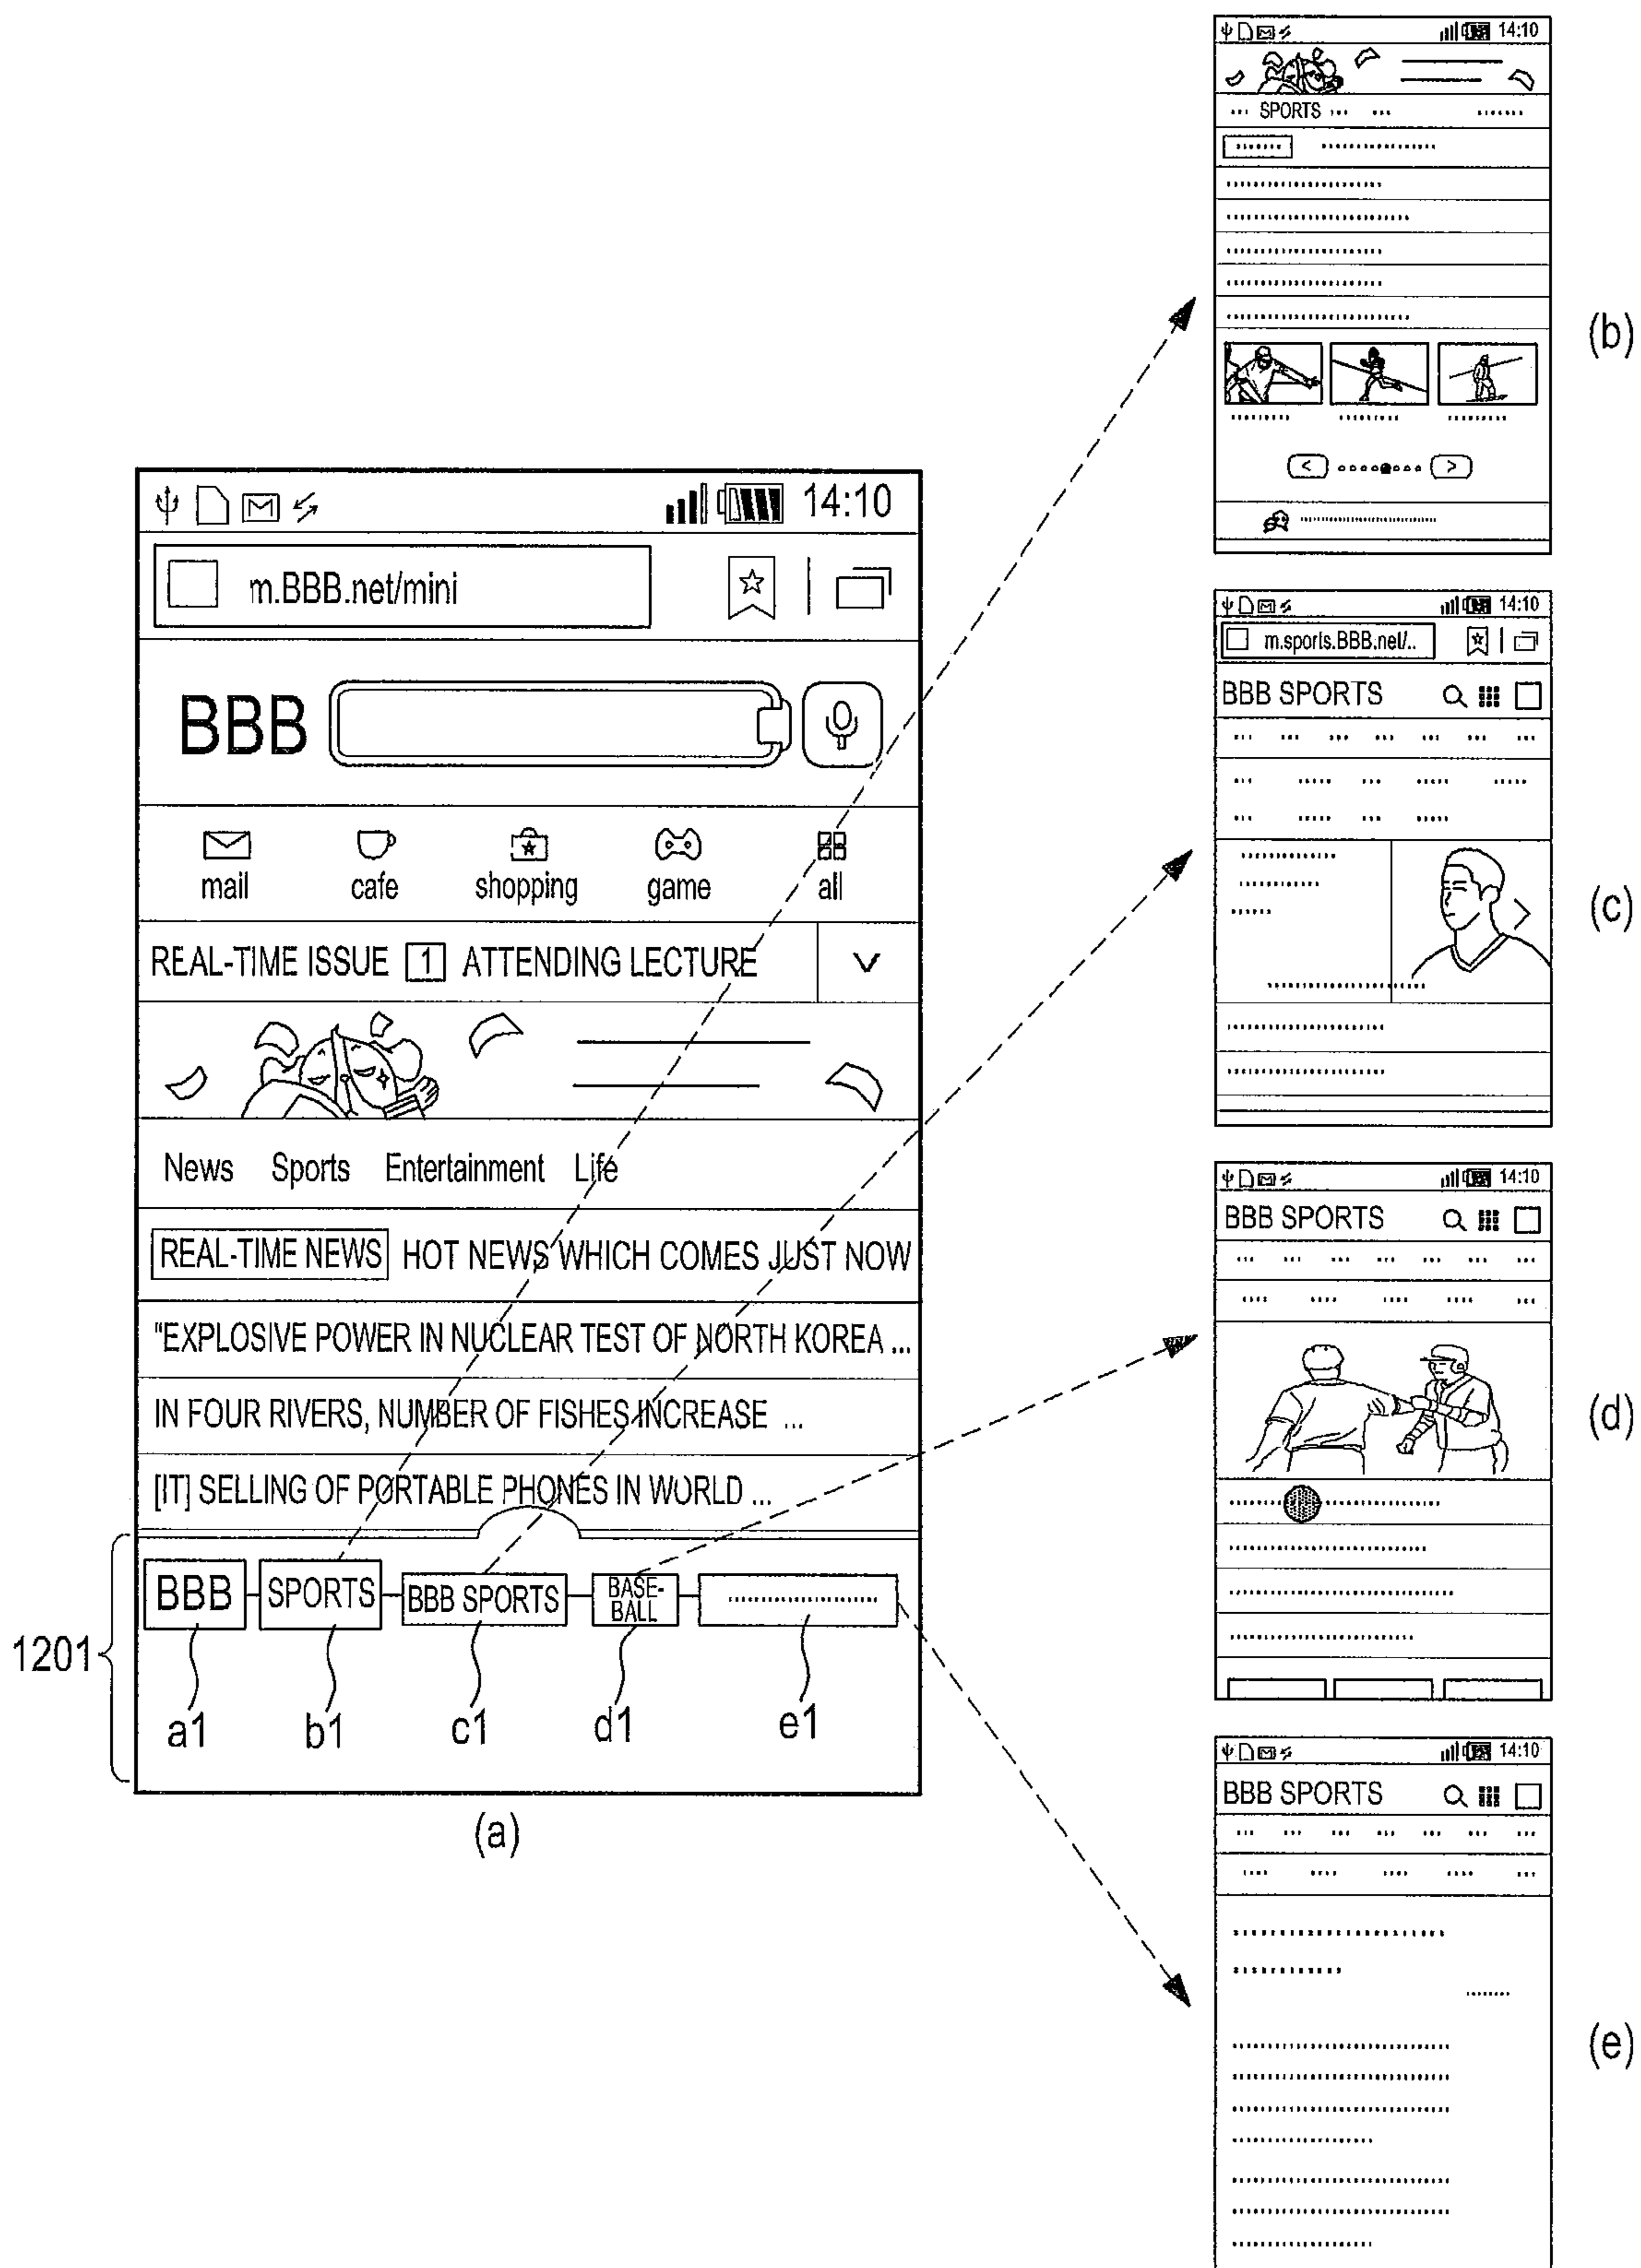 14:10
m.BBB.net/mini
BBB
mail cafe shopping game all
REAL-TIME ISSUE 1 ATTENDING LECTURE
News Sports Entertainment Life
REAL-TIME NEWS HOT NEWS WHICH COMES JUST NOW
"EXPLOSIVE POWER IN NUCLEAR TEST OF NORTH KOREA ...
IN FOUR RIVERS, NUMBER OF FISHES INCREASE ...
[IT] SELLING OF PORTABLE PHONES IN WORLD ...
BBB SPORTS BBB SPORTS BASE-
BALL
1201
a1 b1 c1 d1 e1
(a)
14:10
SPORTS
(b)
14:10
m.sports.BBB.net/..
BBB SPORTS
(c)
14:10
BBB SPORTS
(d)
14:10
BBB SPORTS
(e)